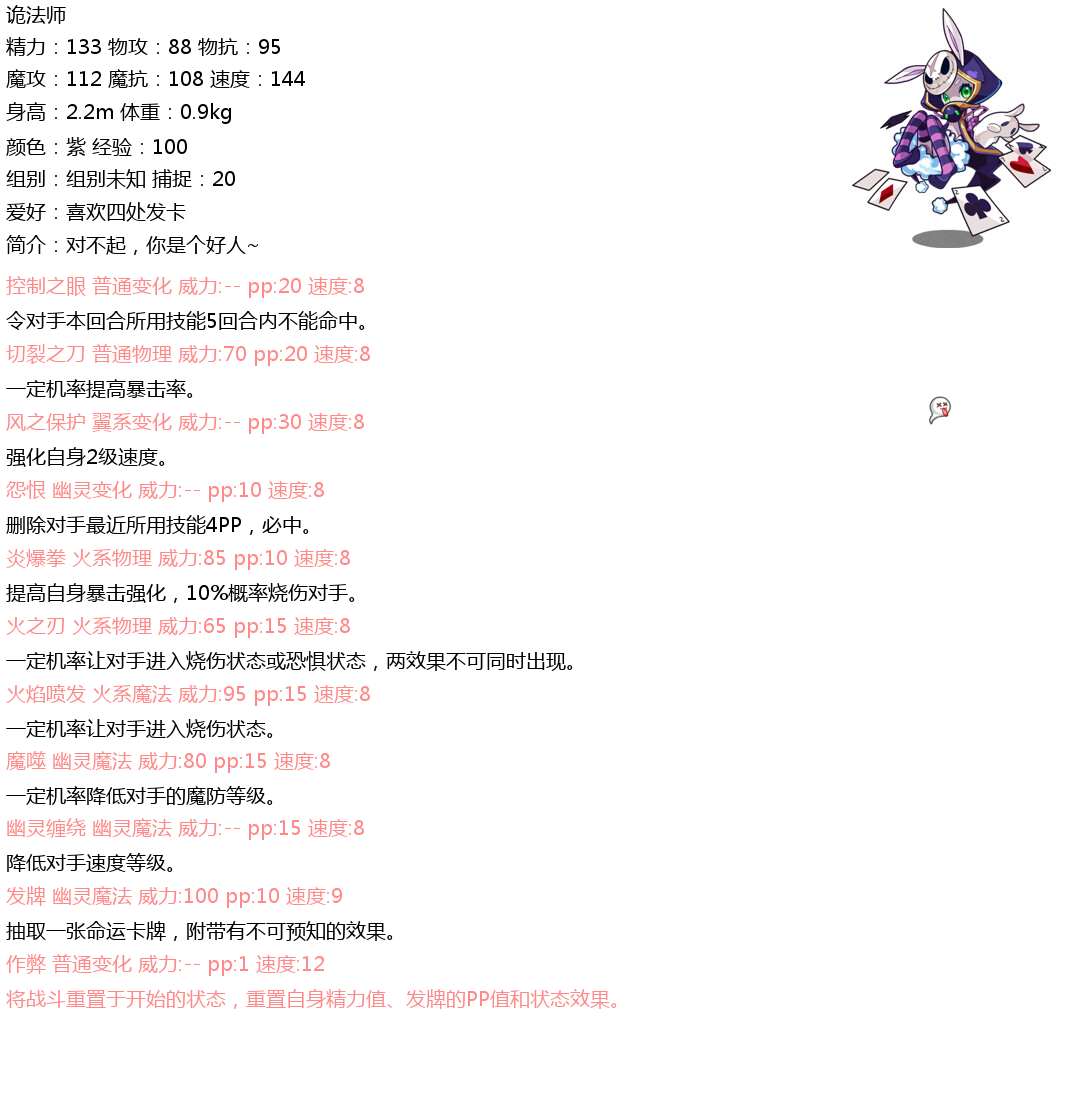 诡法师
精力：133 物攻：88 物抗：95
魔攻：112 魔抗：108 速度：144
身高：2.2m 体重：0.9kg
颜色：紫 经验：100
组别：组别未知 捕捉：20
爱好：喜欢四处发卡
简介：对不起，你是个好人~
控制之眼 普通变化 威力:-- pp:20 速度:8
令对手本回合所用技能5回合内不能命中。
切裂之刀 普通物理 威力:70 pp:20 速度:8
一定机率提高暴击率。
风之保护 翼系变化 威力:-- pp:30 速度:8
强化自身2级速度。
怨恨 幽灵变化 威力:-- pp:10 速度:8
删除对手最近所用技能4PP，必中。
炎爆拳 火系物理 威力:85 pp:10 速度:8
提高自身暴击强化，10%概率烧伤对手。
火之刃 火系物理 威力:65 pp:15 速度:8
一定机率让对手进入烧伤状态或恐惧状态，两效果不可同时出现。
火焰喷发 火系魔法 威力:95 pp:15 速度:8
一定机率让对手进入烧伤状态。
魔噬 幽灵魔法 威力:80 pp:15 速度:8
一定机率降低对手的魔防等级。
幽灵缠绕 幽灵魔法 威力:-- pp:15 速度:8
降低对手速度等级。
发牌 幽灵魔法 威力:100 pp:10 速度:9
抽取一张命运卡牌，附带有不可预知的效果。
作弊 普通变化 威力:-- pp:1 速度:12
将战斗重置于开始的状态，重置自身精力值、发牌的PP值和状态效果。